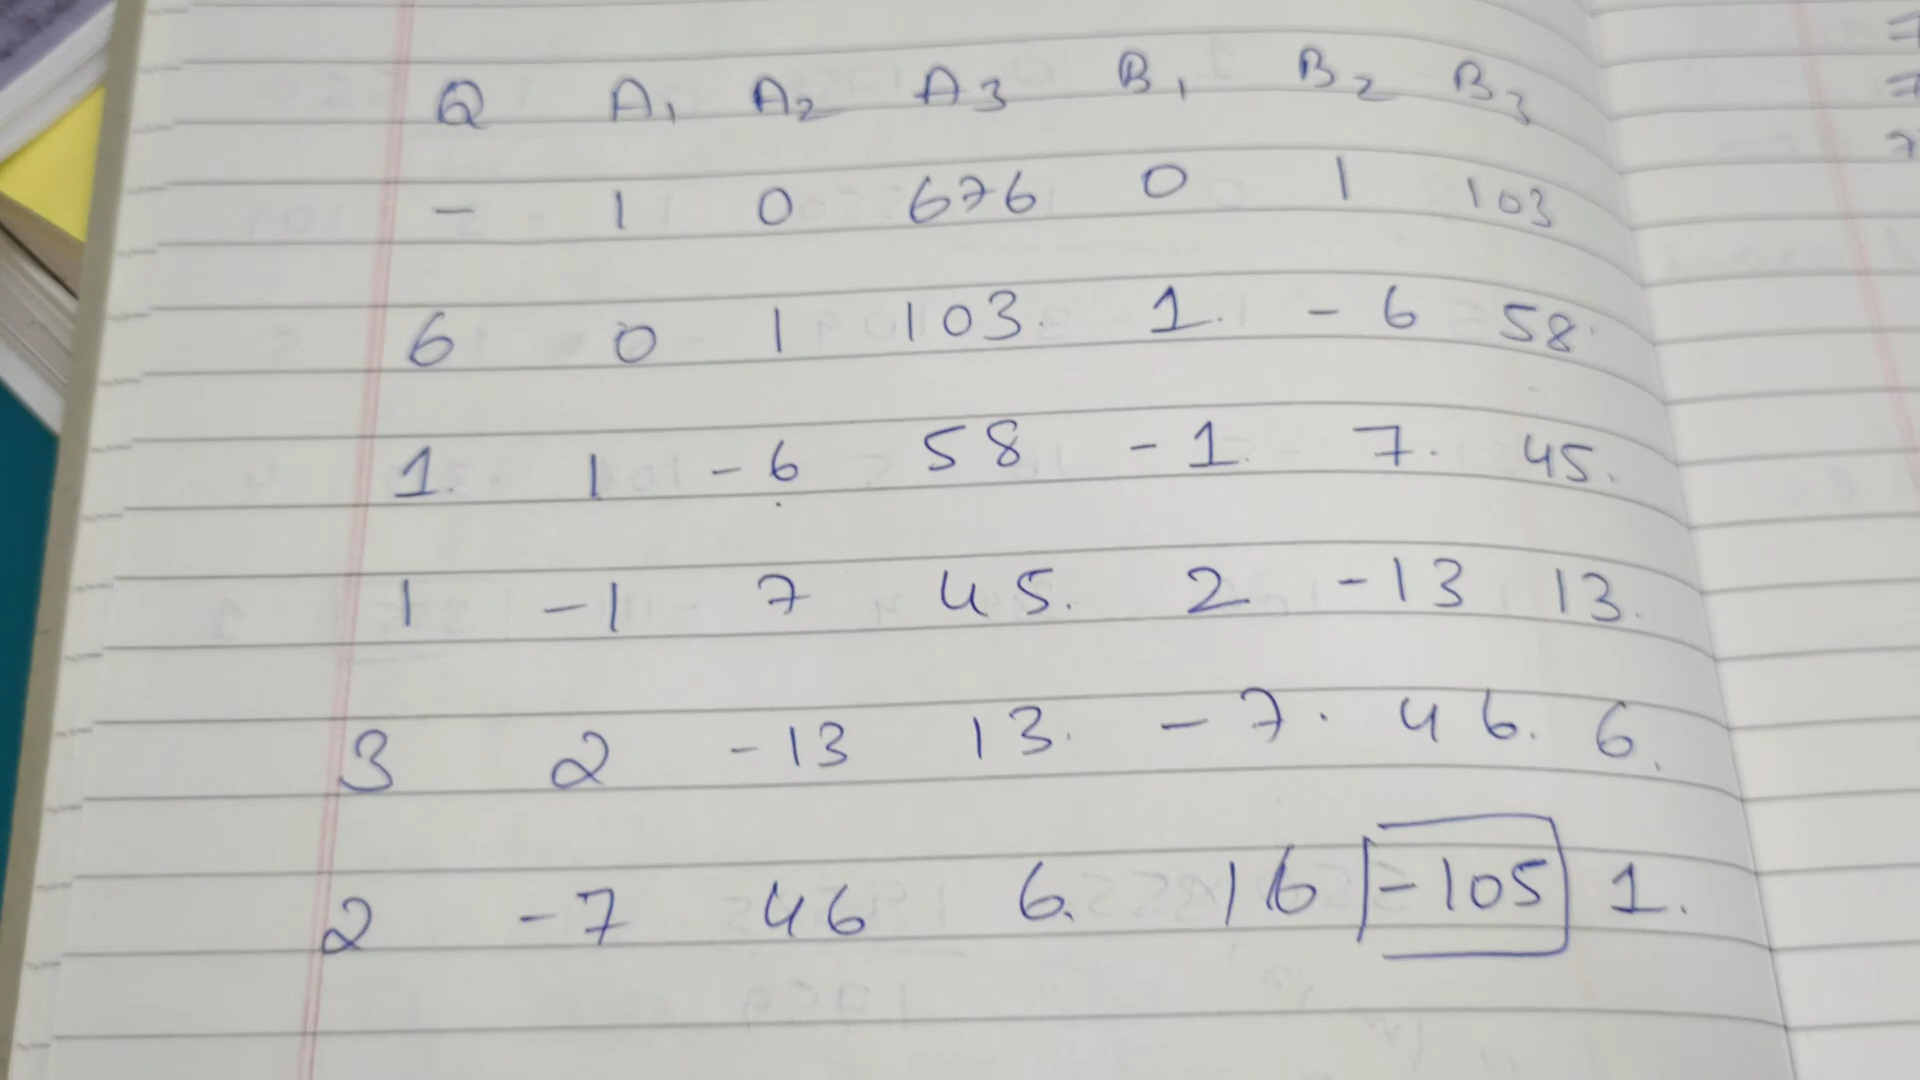 Q A1 A2 A3 B1 B2 B3
- 1 0 676 0 1 103
6 0 1 103. 1. -6 58.
1. 1 -6 58 -1. 7. 45.
1 -1 7 45. 2 -13 13.
3 2 -13 13. -7. 46. 6.
2 -7 46 6. 16 -105 1.